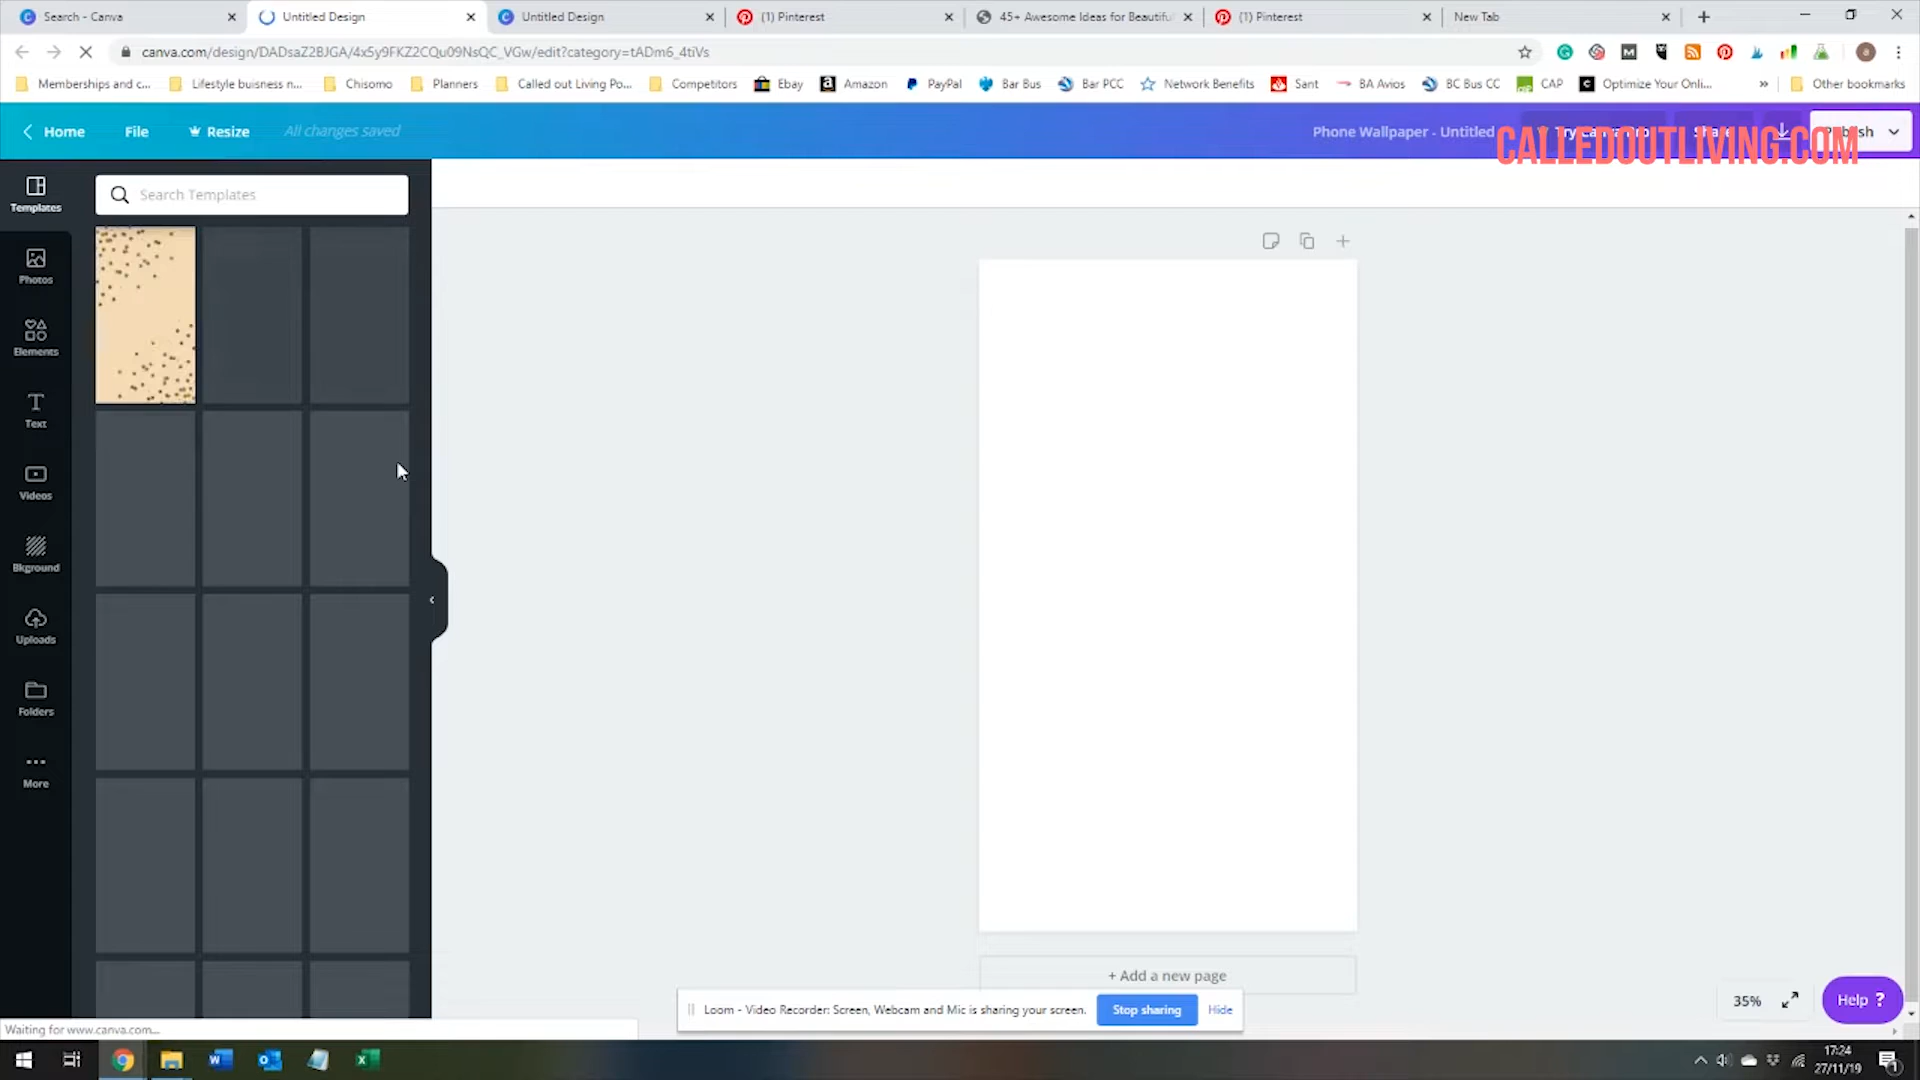 Search - Canva
Untitled Design
Untitled Design
(1) Pinterest
45+ Awesome Ideas for Beautifu
(1) Pinterest
New Tab
canva.com/design/DADsaZ2BJGA/4x5y9FKZ2CQu09NsQC_VGw/edit?category=tADm6_4tiVs
Memberships and c...
Lifestyle buisness n...
Chisomo
Planners
Called out Living Po...
Competitors
Ebay
Amazon
PayPal
Bar Bus
Bar PCC
Network Benefits
Sant
BA Avios
BC Bus CC
CAP
Optimize Your Onli...
»
Other bookmarks
Home
File
Resize
All changes saved
Phone Wallpaper - Untitled
CALLEDOUTLIVING.COM
Templates
Search Templates
Photos
Elements
Text
Videos
Bkground
Uploads
Folders
More
+ Add a new page
35%
Help ?
Loom - Video Recorder: Screen, Webcam and Mic is sharing your screen.
Stop sharing
Hide
Waiting for www.canva.com...
17:24
27/11/19